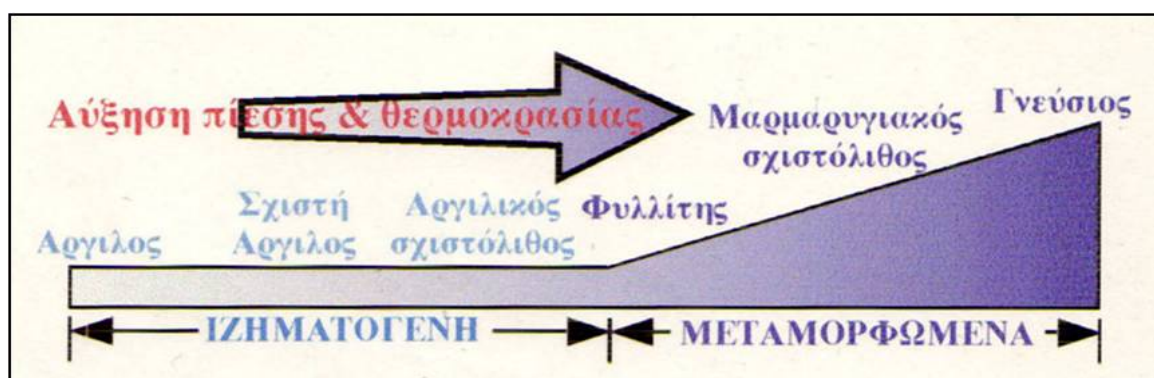 Αύξηση πίεσης & θερμοκρασίας
Γνεύσιος
Μαρμαρυγιακός
σχιστόλιθος
Φυλλίτης
Αργιλικός
σχιστόλιθος
Σχιστή
Αργιλος
Αργιλος
ΙΖΗΜΑΤΟΓΕΝΗ
ΜΕΤΑΜΟΡΦΩΜΕΝΑ